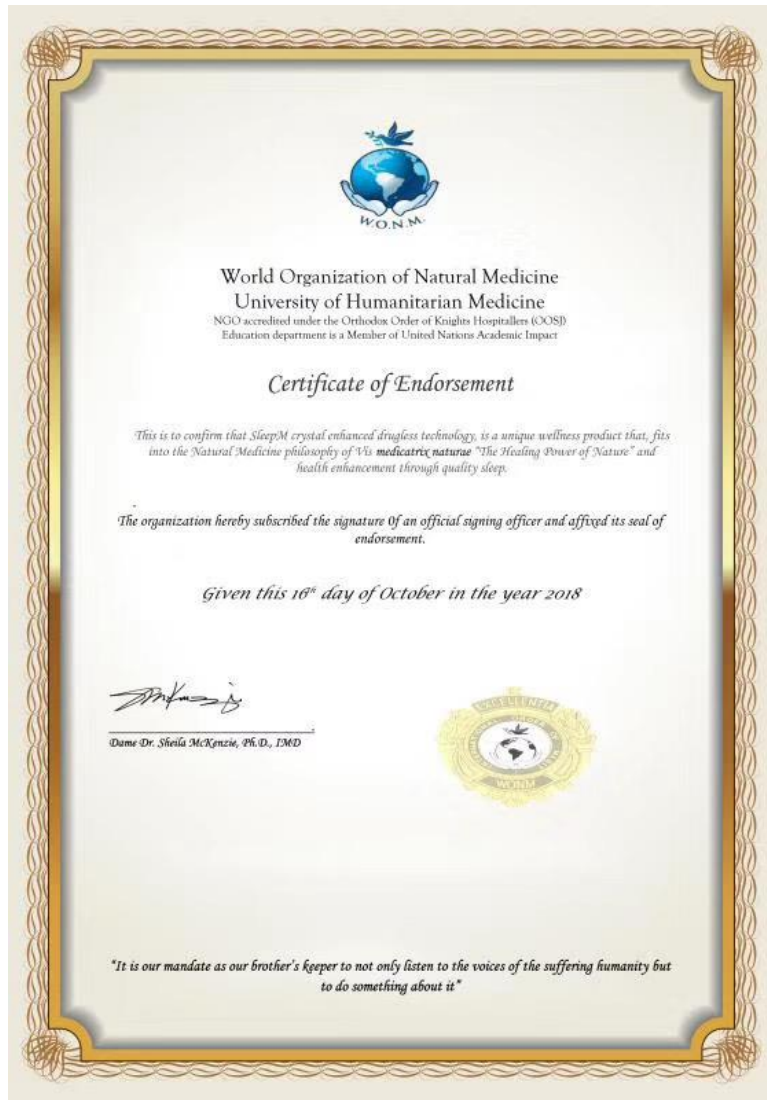 W.O.N.M.
World Organization of Natural Medicine
University of Humanitarian Medicine
NGO accredited under the Orthodox Order of Knights Hospitallers (OOSJ)
Education department is a Member of United Nations Academic Impact
Certificate of Endorsement
This is to confirm that SleepM crystal enhanced drugless technology, is a unique wellness product that, fits
into the Natural Medicine philosophy of Vis medicatrix naturae "The Healing Power of Nature" and
health enhancement through quality sleep.
The organization hereby subscribed the signature 0f an official signing officer and affixed its seal of
endorsement.
Given this 16th day of October in the year 2018
Dame Dr. Sheila McKenzie, Ph.D., IMD
EXCELLENTIA
ORDER OF
WONM
"It is our mandate as our brother's keeper to not only listen to the voices of the suffering humanity but
to do something about it"